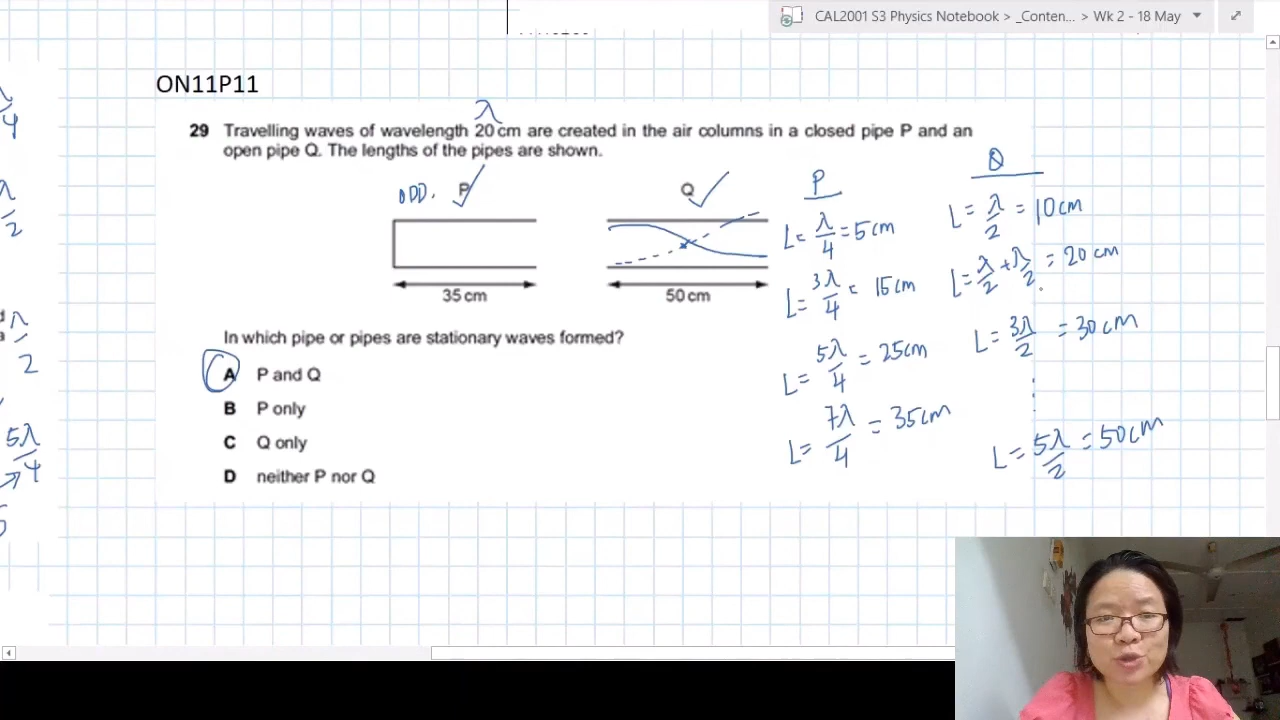 CAL2001 S3 Physics Notebook > _Conten... > Wk 2 - 18 May
ON11P11
λ
29 Travelling waves of wavelength 20 cm are created in the air columns in a closed pipe P and an
open pipe Q. The lengths of the pipes are shown.
ODD. P
Q
35 cm
50 cm
In which pipe or pipes are stationary waves formed?
A P and Q
B P only
C Q only
D neither P nor Q
P
L = λ/4 = 5 cm
L = 3λ/4 = 15 cm
L = 5λ/4 = 25 cm
L = 7λ/4 = 35 cm
Q
L = λ/2 = 10 cm
L = λ/2 + λ/2 = 20 cm
L = 3λ/2 = 30 cm
L = 5λ/2 = 50 cm
λ/2
5λ/4